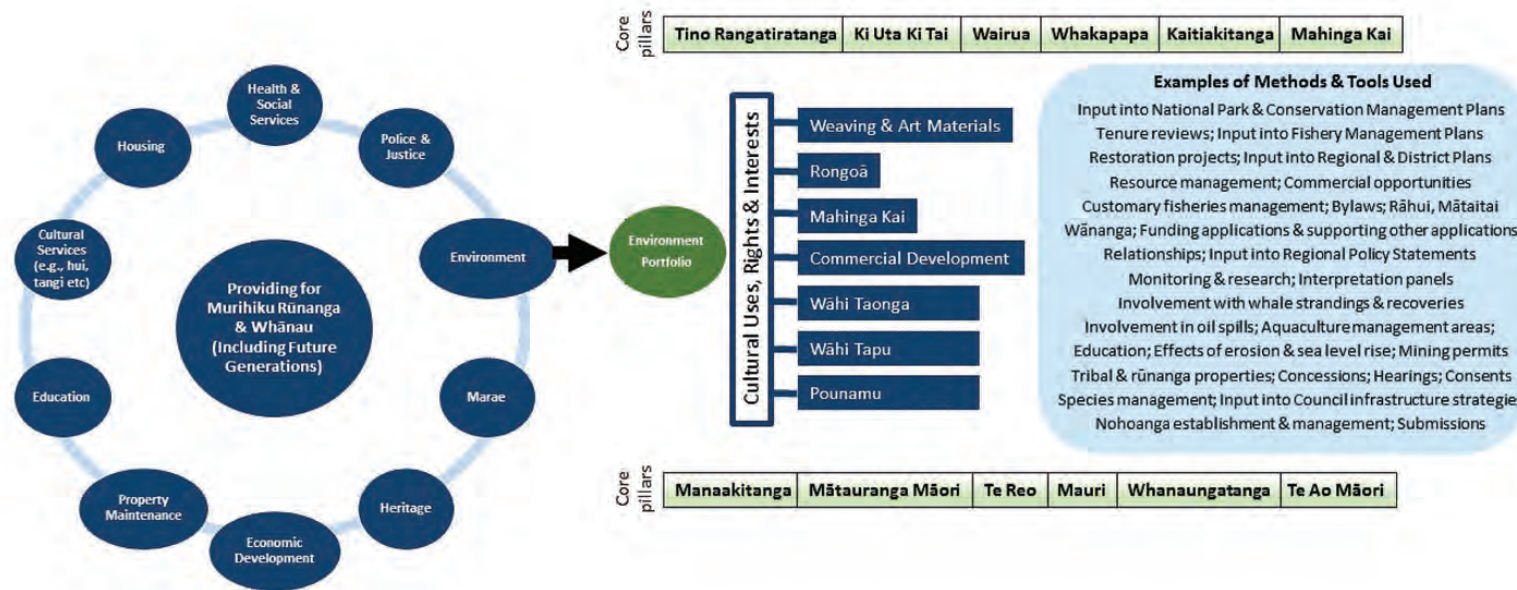 Core
pillars
Tino Rangatiratanga
Ki Uta Ki Tai
Wairua
Whakapapa
Kaitiakitanga
Mahinga Kai
Health &
Social
Services
Police &
Justice
Environment
Marae
Heritage
Economic
Development
Property
Maintenance
Education
Cultural
Services
(e.g., hui,
tangi etc)
Housing
Providing for
Murihiku Rūnanga
& Whānau
(Including Future
Generations)
Environment
Portfolio
Cultural Uses, Rights & Interests
Weaving & Art Materials
Rongoā
Mahinga Kai
Commercial Development
Wāhi Taonga
Wāhi Tapu
Pounamu
Examples of Methods & Tools Used
Input into National Park & Conservation Management Plans
Tenure reviews; Input into Fishery Management Plans
Restoration projects; Input into Regional & District Plans
Resource management; Commercial opportunities
Customary fisheries management; Bylaws; Rāhui, Mātaitai
Wānanga; Funding applications & supporting other applications
Relationships; Input into Regional Policy Statements
Monitoring & research; Interpretation panels
Involvement with whale strandings & recoveries
Involvement in oil spills; Aquaculture management areas;
Education; Effects of erosion & sea level rise; Mining permits
Tribal & rūnanga properties; Concessions; Hearings; Consents
Species management; Input into Council infrastructure strategies
Nohoanga establishment & management; Submissions
Core
pillars
Manaakitanga
Mātauranga Māori
Te Reo
Mauri
Whanaungatanga
Te Ao Māori